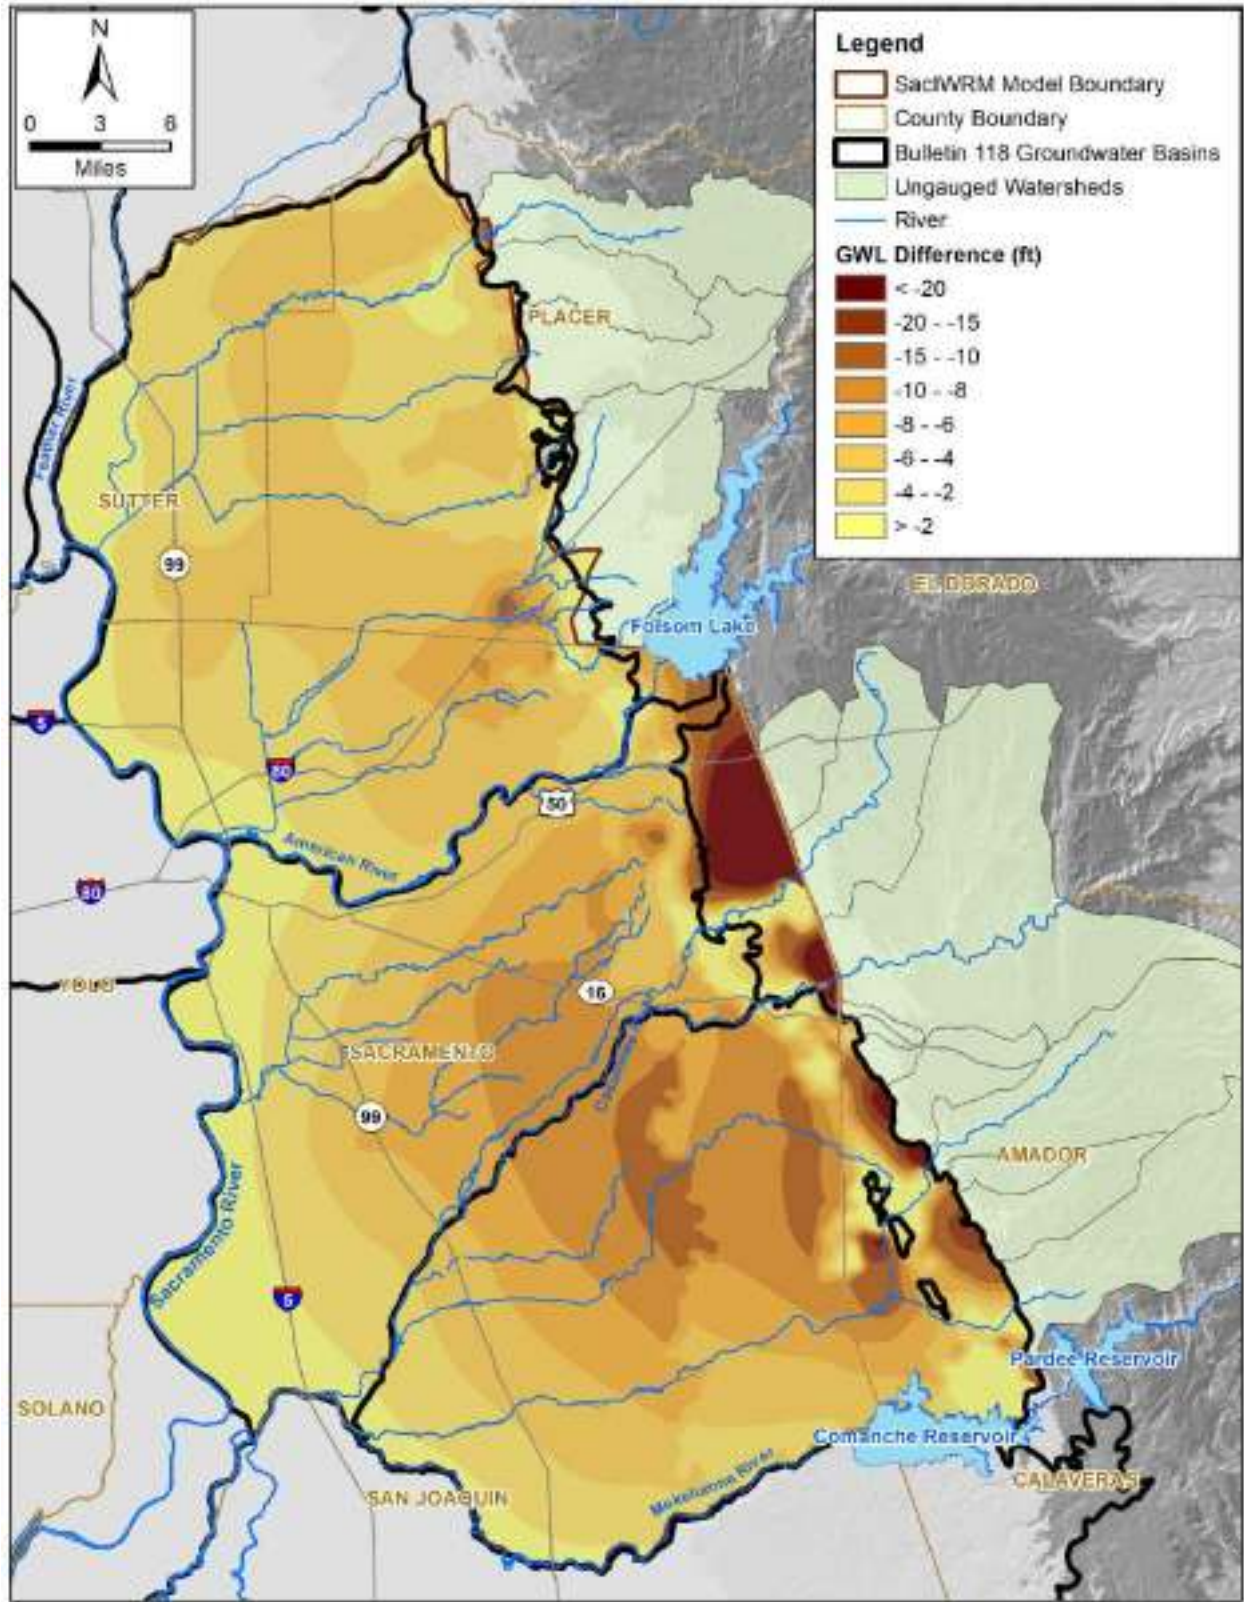 N
0 3 6
Miles
Legend
SacIWRM Model Boundary
County Boundary
Bulletin 118 Groundwater Basins
Ungauged Watersheds
River
GWL Difference (ft)
< -20
-20 - -15
-15 - -10
-10 - -8
-8 - -6
-6 - -4
-4 - -2
> -2
PLACER
Feather River
SUTTER
99
EL DORADO
Folsom Lake
5
80
50
American River
80
YOLO
16
SACRAMENTO
99
AMADOR
Sacramento River
5
Pardee Reservoir
SOLANO
Comanche Reservoir
CALAVERAS
SAN JOAQUIN
Mokelumne River